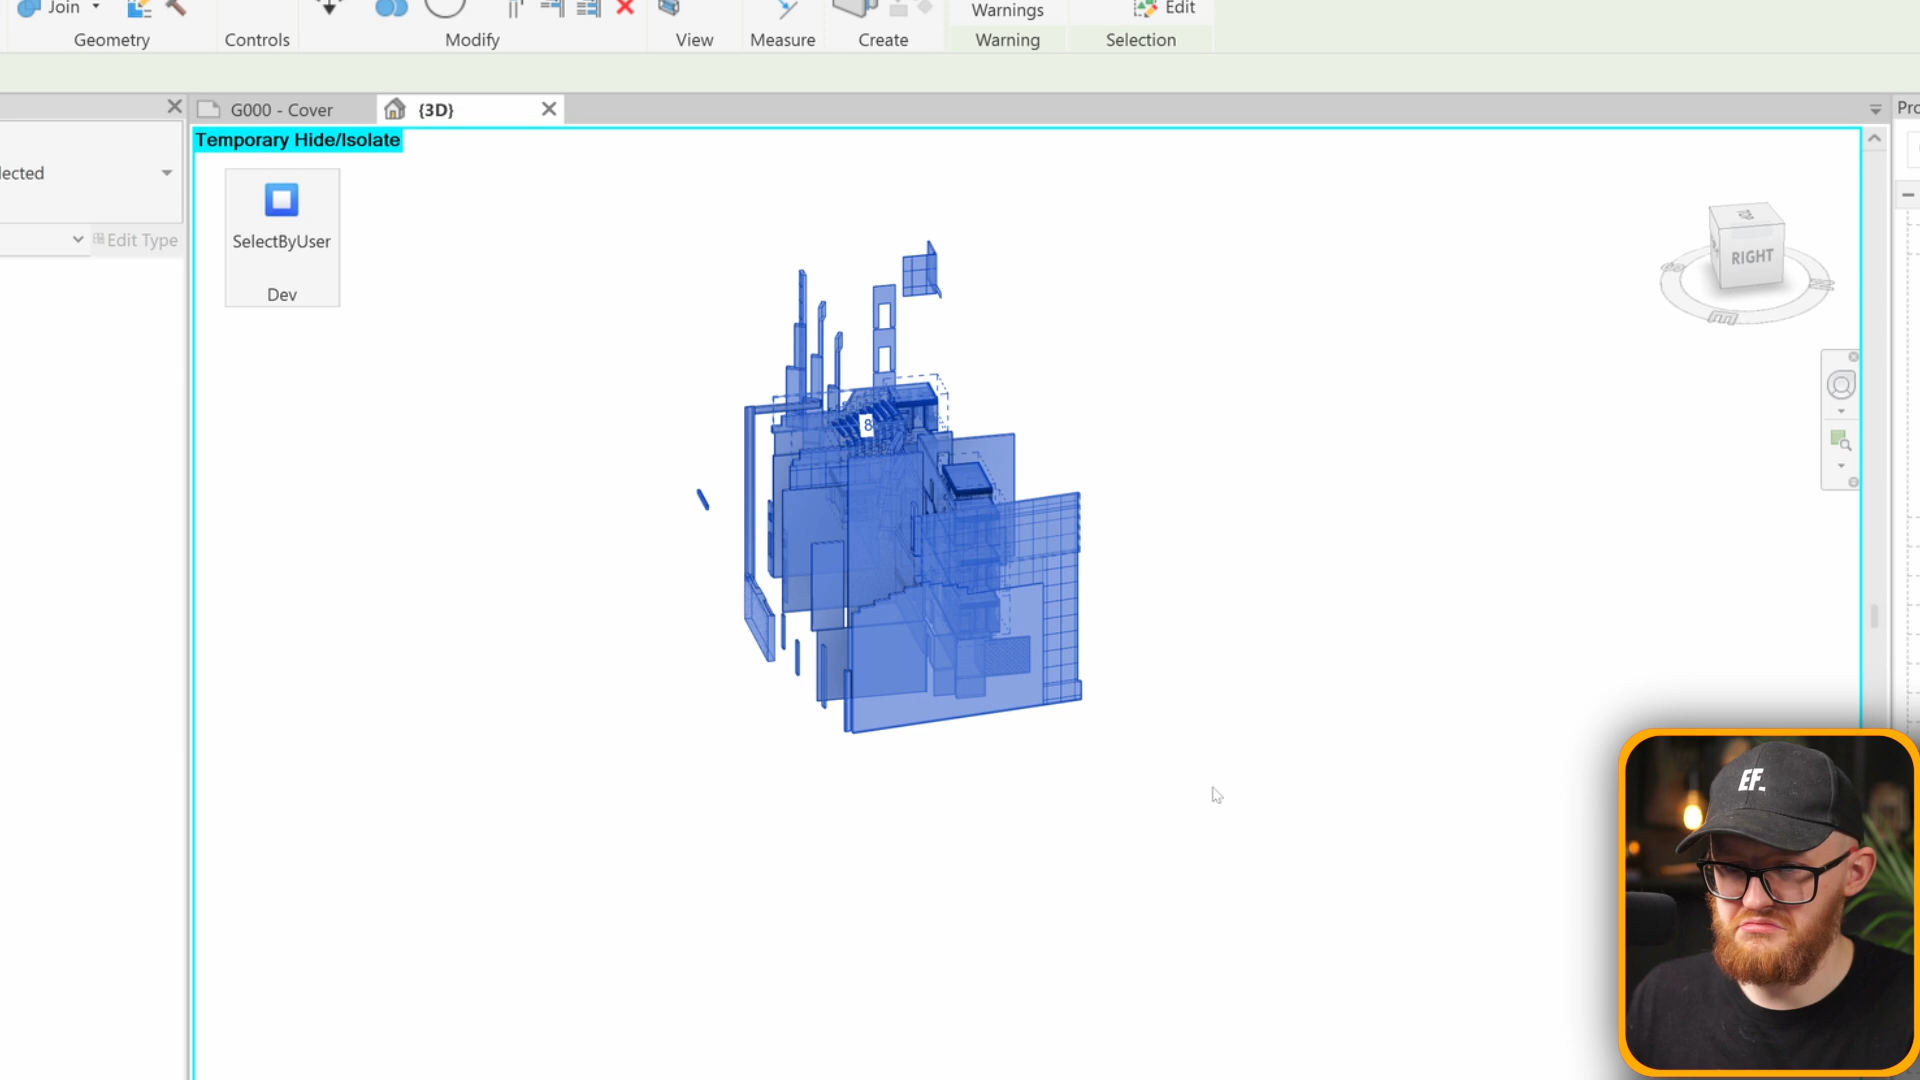 Join
Geometry
Controls
Modify
View
Measure
Create
Warnings
Warning
Edit
Selection
G000 - Cover
{3D}
Pro
Temporary Hide/Isolate
lected
Edit Type
SelectByUser
Dev
RIGHT
8
E
EF.